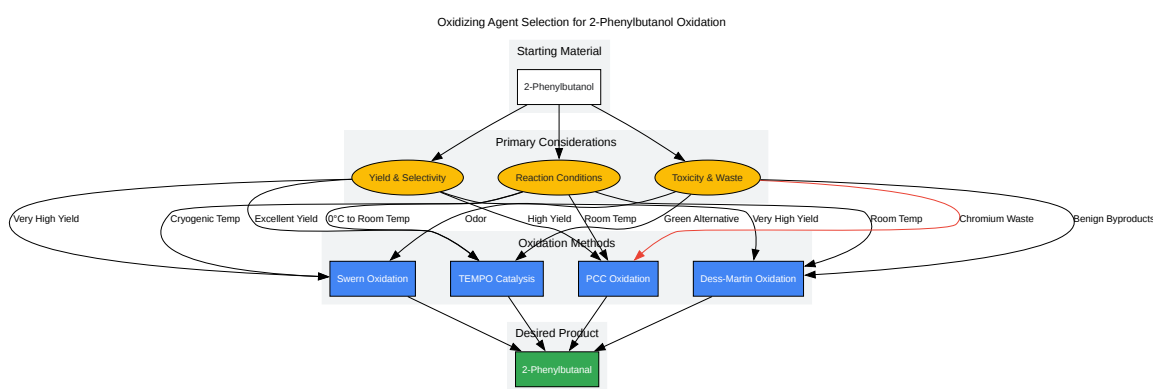 Oxidizing Agent Selection for 2-Phenylbutanol Oxidation
Starting Material
2-Phenylbutanol
Primary Considerations
Yield & Selectivity
Reaction Conditions
Toxicity & Waste
Very High Yield
Cryogenic Temp
Excellent Yield
0°C to Room Temp
Odor
High Yield
Room Temp
Green Alternative
Very High Yield
Room Temp
Chromium Waste
Benign Byproducts
Oxidation Methods
Swern Oxidation
TEMPO Catalysis
PCC Oxidation
Dess-Martin Oxidation
Desired Product
2-Phenylbutanal